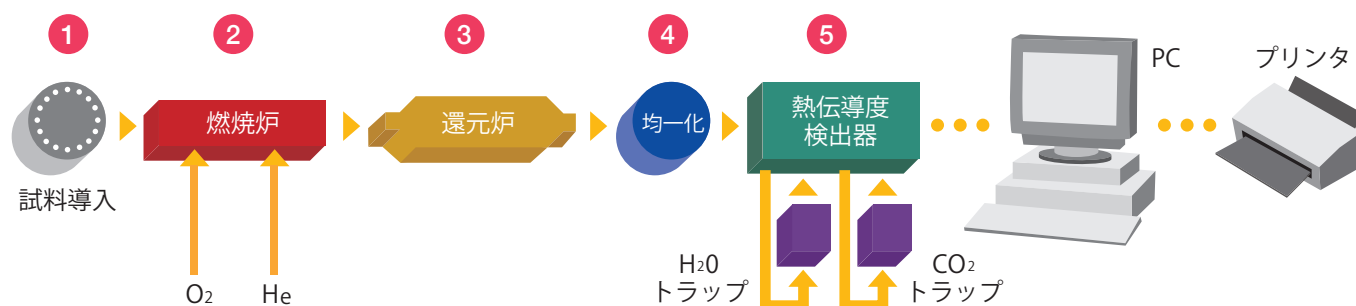 1
2
3
4
5
試料導入
燃焼炉
還元炉
均一化
熱伝導度
検出器
PC
プリンタ
O2
He
H20
トラップ
CO2
トラップ